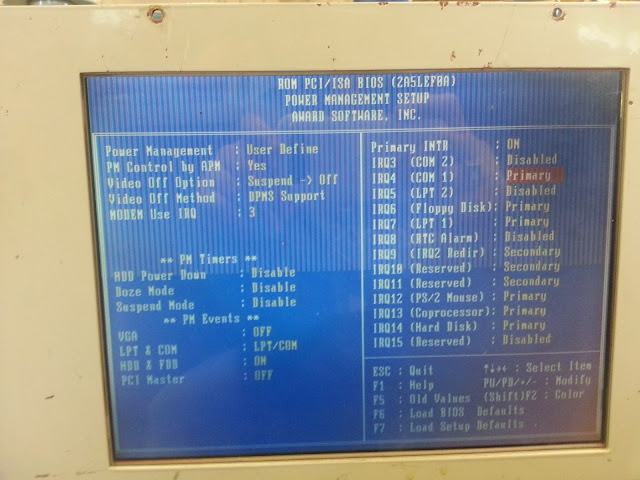 ROM PCI/ISA BIOS (2A5LEF0A)
POWER MANAGEMENT SETUP
AWARD SOFTWARE, INC.
Power Management : User Define
PM Control by APM : Yes
Video Off Option : Suspend -> Off
Video Off Method : DPMS Support
MODEM Use IRQ : 3
** PM Timers **
HDD Power Down : Disable
Doze Mode : Disable
Suspend Mode : Disable
** PM Events **
VGA : OFF
LPT & COM : LPT/COM
HDD & FDD : ON
PCI Master : OFF
Primary INTR : ON
IRQ3 (COM 2) : Disabled
IRQ4 (COM 1) : Primary
IRQ5 (LPT 2) : Disabled
IRQ6 (Floppy Disk): Primary
IRQ7 (LPT 1) : Primary
IRQ8 (RTC Alarm) : Disabled
IRQ9 (IRQ2 Redir) : Secondary
IRQ10 (Reserved) : Secondary
IRQ11 (Reserved) : Secondary
IRQ12 (PS/2 Mouse) : Primary
IRQ13 (Coprocessor): Primary
IRQ14 (Hard Disk) : Primary
IRQ15 (Reserved) : Disabled
ESC : Quit ↑↓→← : Select Item
F1 : Help PU/PD/+/- : Modify
F5 : Old Values (Shift)F2 : Color
F6 : Load BIOS Defaults
F7 : Load Setup Defaults